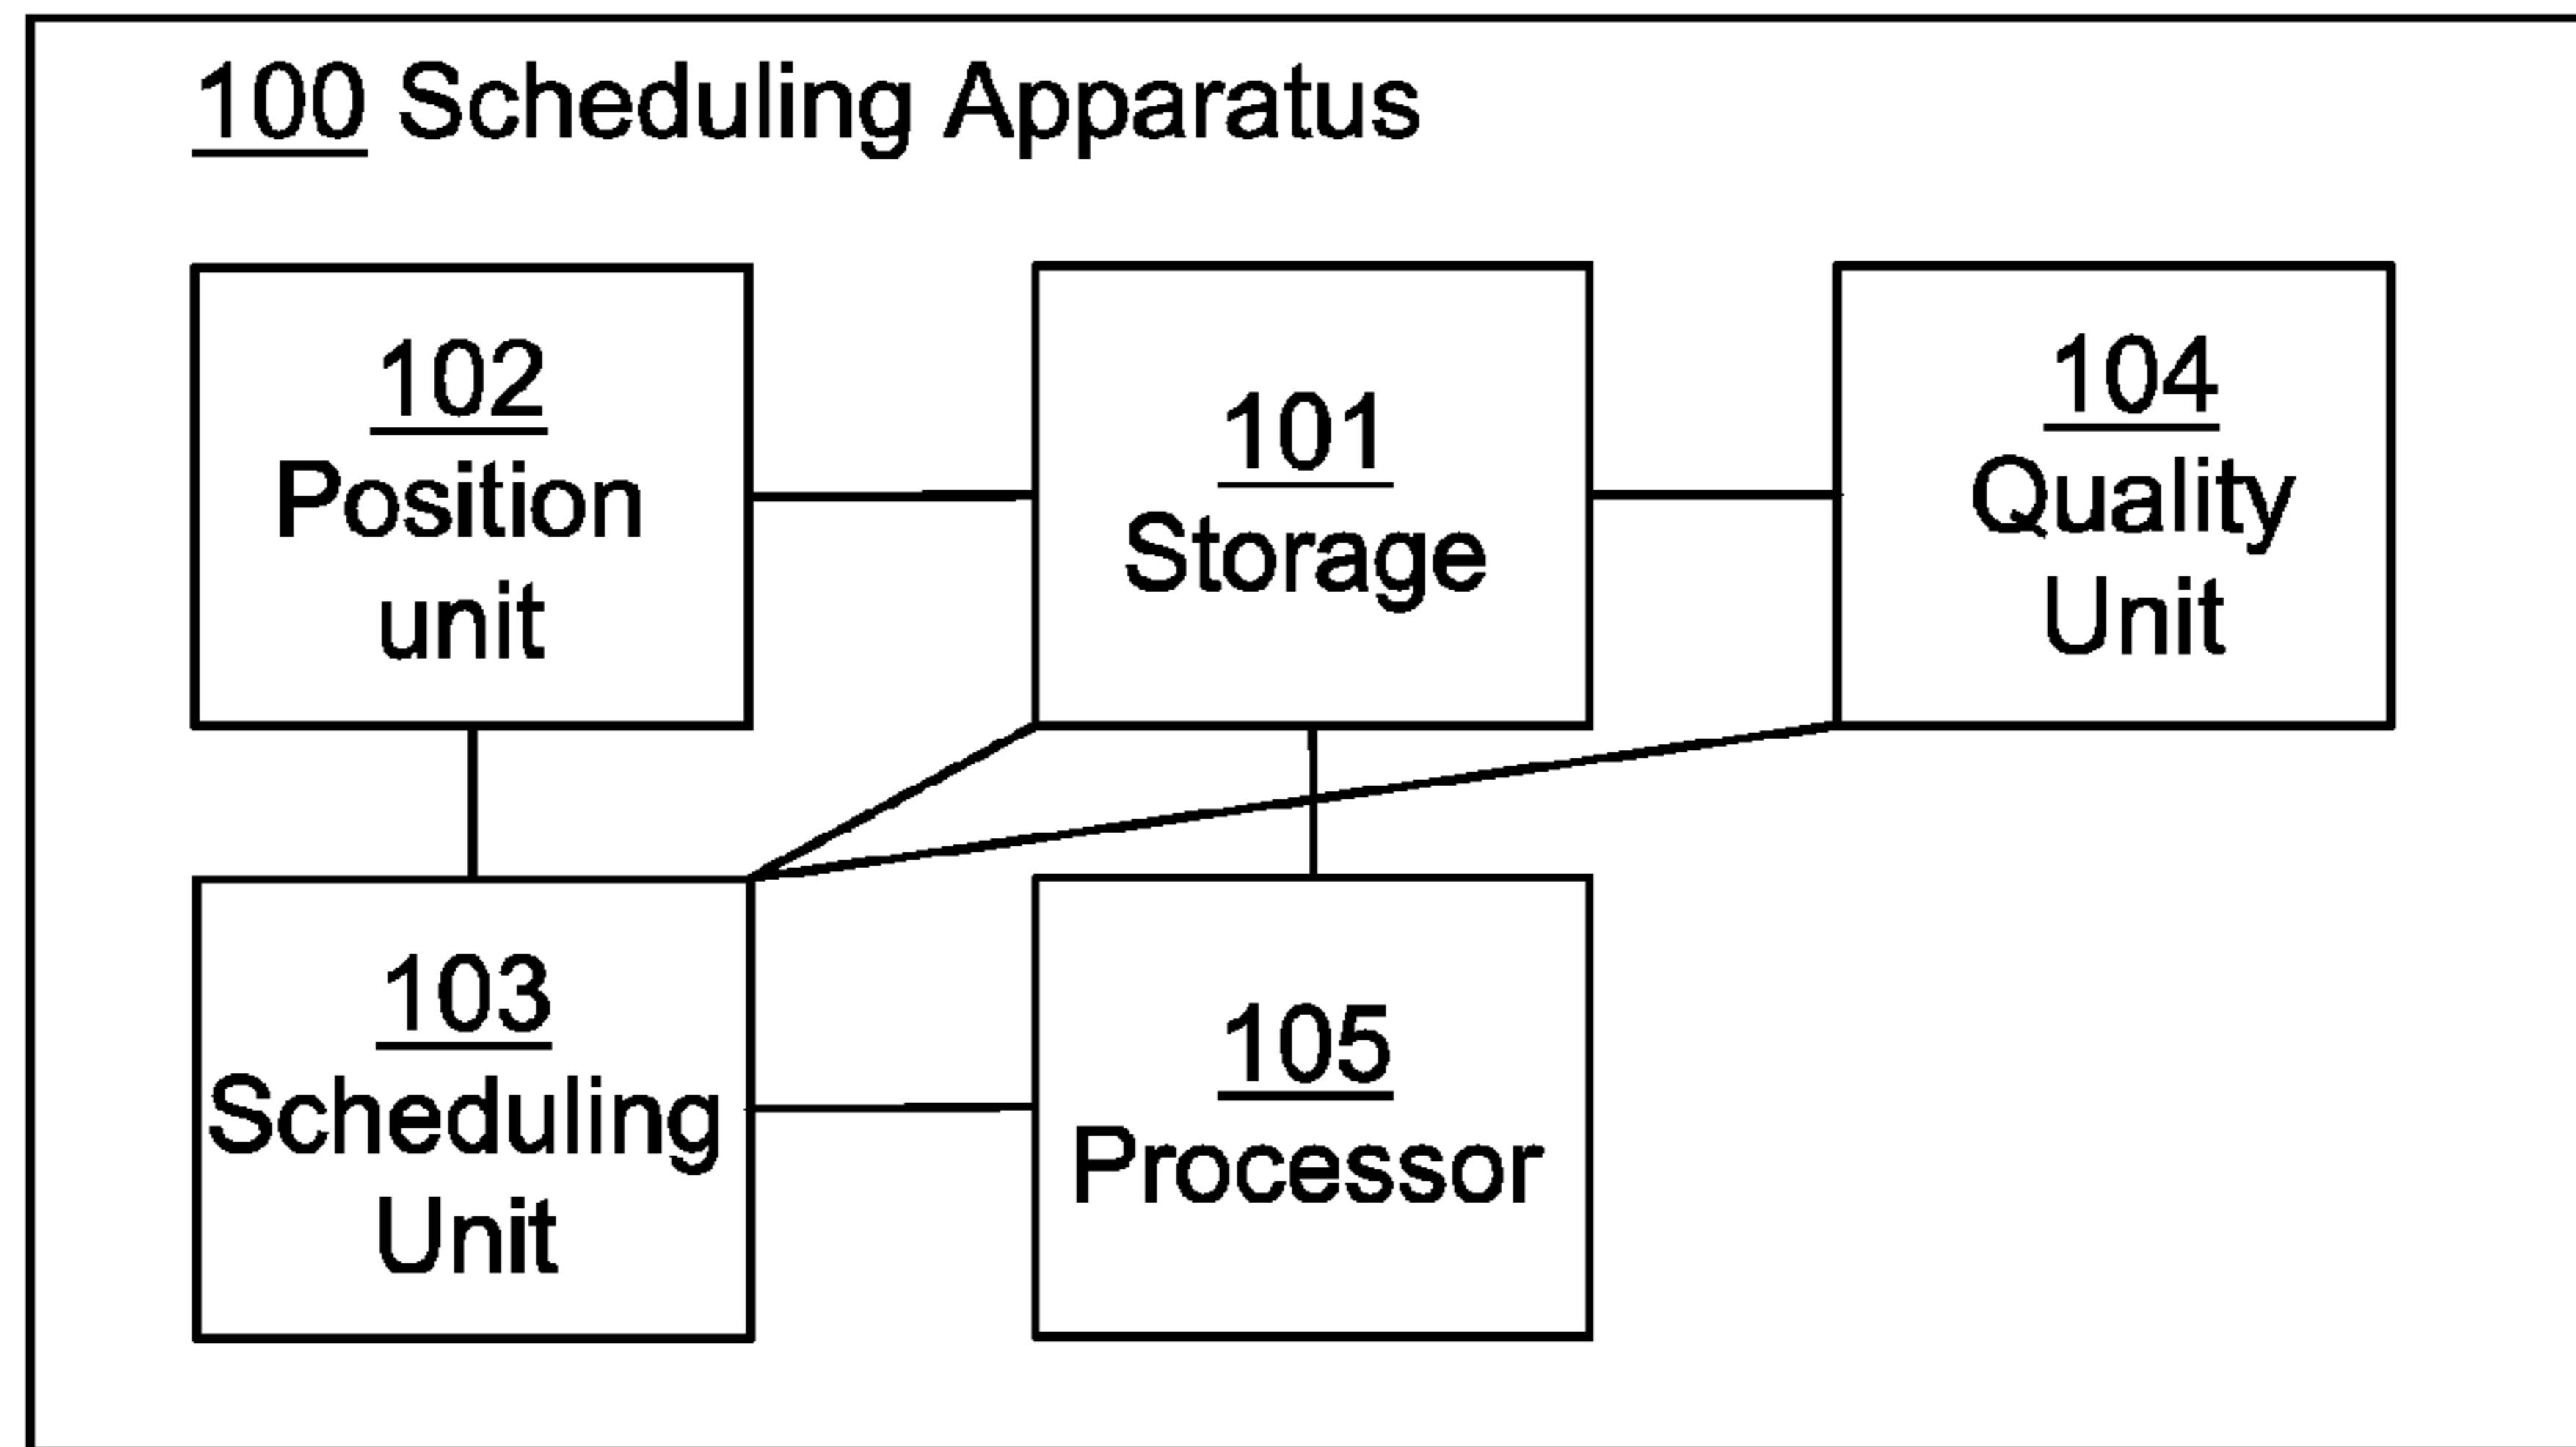 100 Scheduling Apparatus
102
Position
unit
101
Storage
104
Quality
Unit
103
Scheduling
Unit
105
Processor